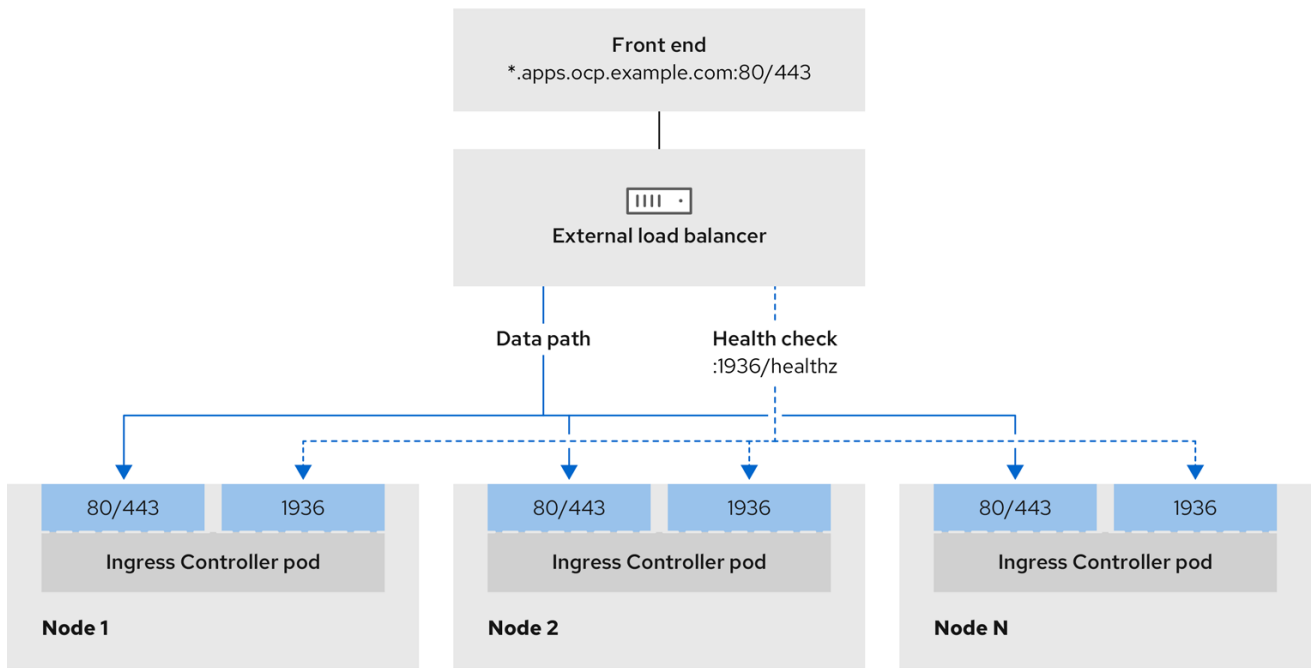 Front end
*.apps.ocp.example.com:80/443
External load balancer
Data path
Health check
:1936/healthz
80/443
1936
80/443
1936
80/443
1936
Ingress Controller pod
Ingress Controller pod
Ingress Controller pod
Node 1
Node 2
Node N